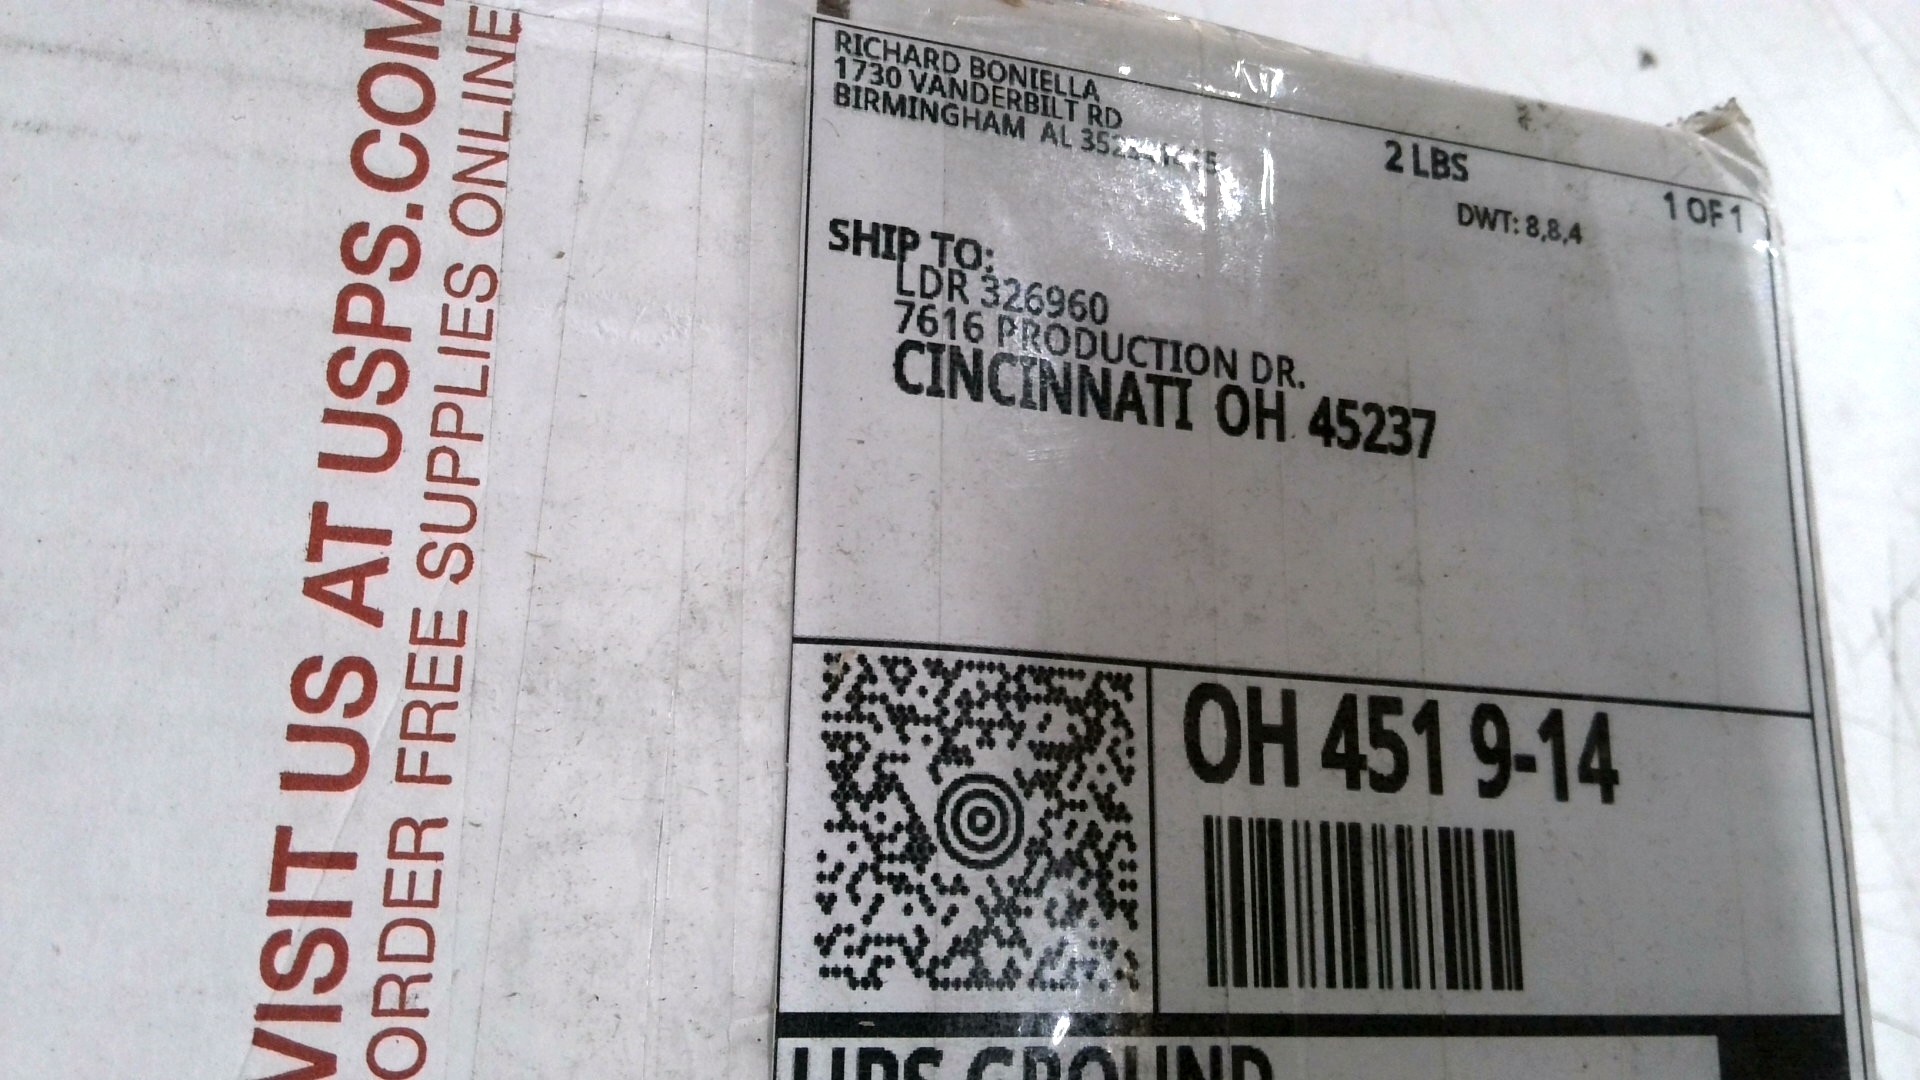 VISIT US AT USPS.COM
ORDER FREE SUPPLIES ONLINE
RICHARD BONIELLA
1730 VANDERBILT RD
BIRMINGHAM AL
2 LBS
1 OF 1
DWT: 8,8,4
SHIP TO:
LDR 326960
7616 PRODUCTION DR.
CINCINNATI OH 45237
OH 451 9-14
UPS GROUND